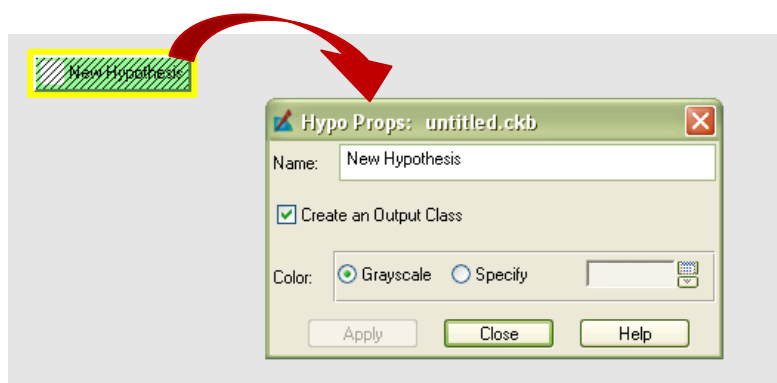 New Hypothesis
Hypo Props: untitled.ckb
Name: New Hypothesis
Create an Output Class
Color: Grayscale Specify
Apply Close Help